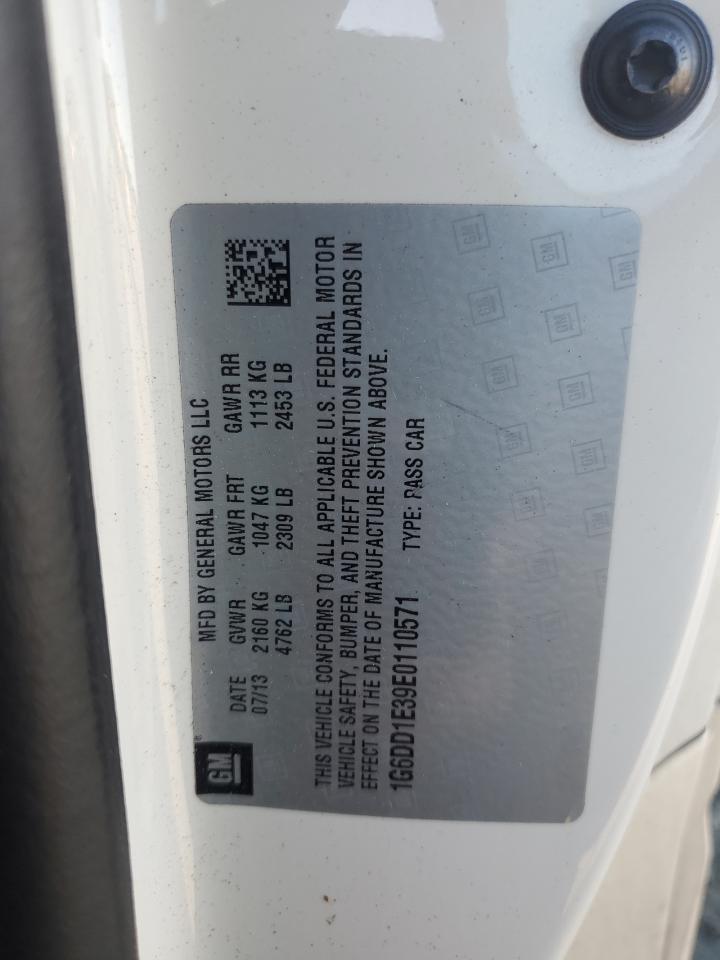 GM
MFD BY GENERAL MOTORS LLC
DATE GVWR GAWR FRT GAWR RR
07/13 2160 KG 1047 KG 1113 KG
4762 LB 2309 LB 2453 LB
THIS VEHICLE CONFORMS TO ALL APPLICABLE U.S. FEDERAL MOTOR
VEHICLE SAFETY, BUMPER, AND THEFT PREVENTION STANDARDS IN
EFFECT ON THE DATE OF MANUFACTURE SHOWN ABOVE.
1G6DD1E39E0110571 TYPE: PASS CAR